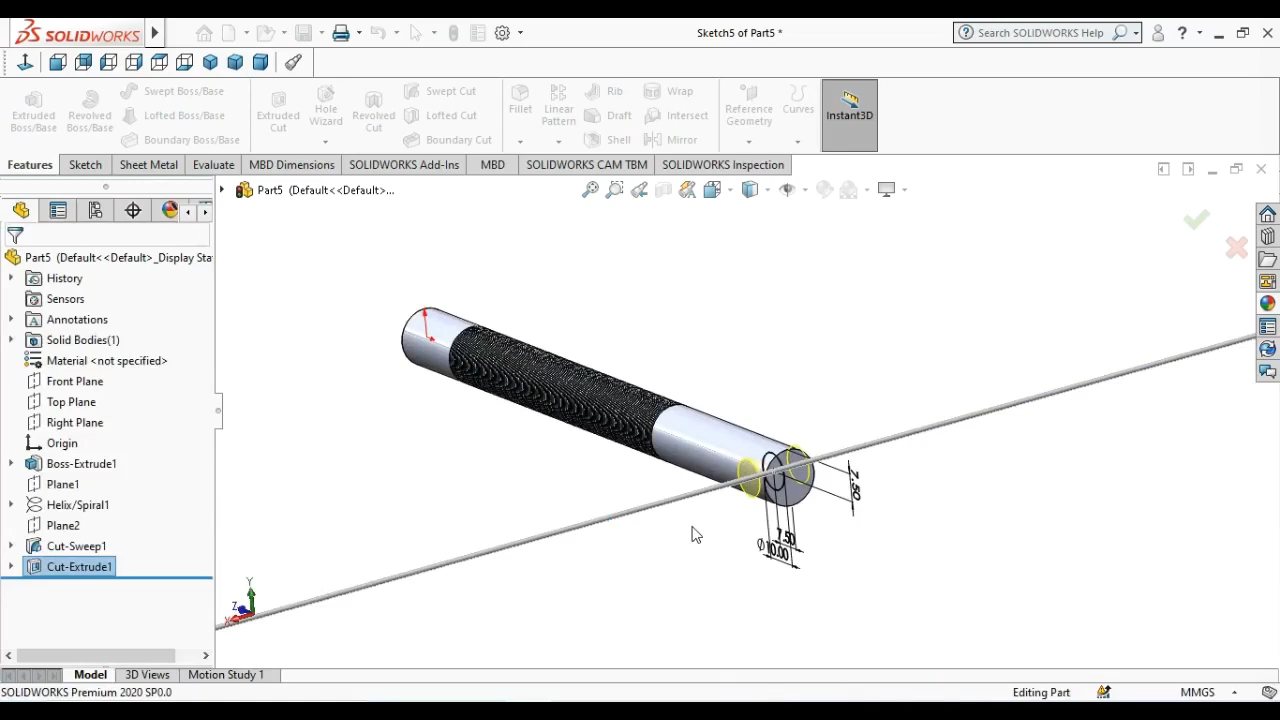 SOLIDWORKS
Sketch5 of Part5 *
Search SOLIDWORKS Help
Extruded Boss/Base
Revolved Boss/Base
Swept Boss/Base
Lofted Boss/Base
Boundary Boss/Base
Extruded Cut
Hole Wizard
Revolved Cut
Swept Cut
Lofted Cut
Boundary Cut
Fillet
Linear Pattern
Rib
Draft
Shell
Wrap
Intersect
Mirror
Reference Geometry
Curves
Instant3D
Features
Sketch
Sheet Metal
Evaluate
MBD Dimensions
SOLIDWORKS Add-Ins
MBD
SOLIDWORKS CAM TBM
SOLIDWORKS Inspection
Part5 (Default<<Default>...
Part5 (Default<<Default>_Display Sta
History
Sensors
Annotations
Solid Bodies(1)
Material <not specified>
Front Plane
Top Plane
Right Plane
Origin
Boss-Extrude1
Plane1
Helix/Spiral1
Plane2
Cut-Sweep1
Cut-Extrude1
7.50
7.50
Ø10.00
Y
Z
X
Model
3D Views
Motion Study 1
SOLIDWORKS Premium 2020 SP0.0
Editing Part
MMGS